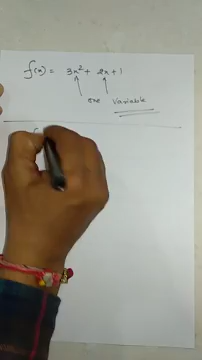 f(x) = 3x² + 2x + 1
one variable